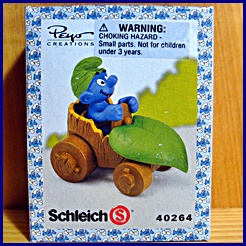 Peyo
CREATIONS
⚠ WARNING:
CHOKING HAZARD -
Small parts. Not for children
under 3 years.
Schleich S
40264